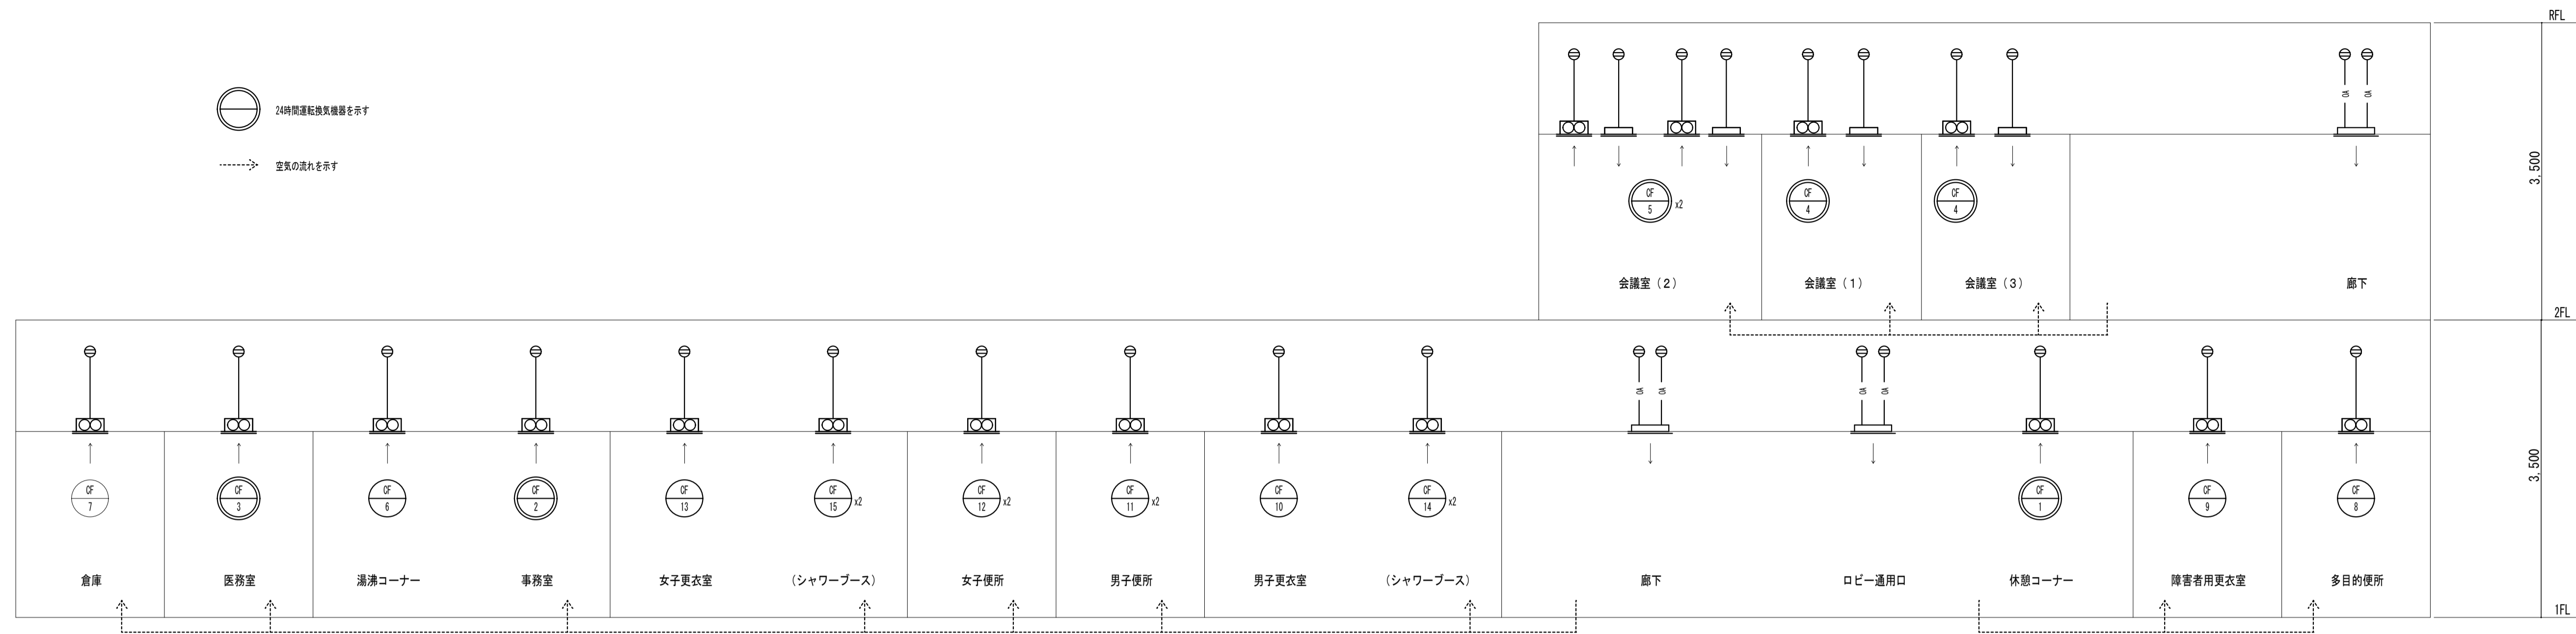 RFL
24時間運転換気機器を示す
空気の流れを示す
OA OA
3,500
CF
5
x2
CF
4
CF
4
会議室（２）
会議室（１）
会議室（３）
廊下
2FL
OA OA
OA OA
3,500
CF
7
CF
3
CF
6
CF
2
CF
13
CF
15
x2
CF
12
x2
CF
11
x2
CF
10
CF
14
x2
CF
1
CF
9
CF
8
倉庫
医務室
湯沸コーナー
事務室
女子更衣室
（シャワーブース）
女子便所
男子便所
男子更衣室
（シャワーブース）
廊下
ロビー通用口
休憩コーナー
障害者用更衣室
多目的便所
1FL